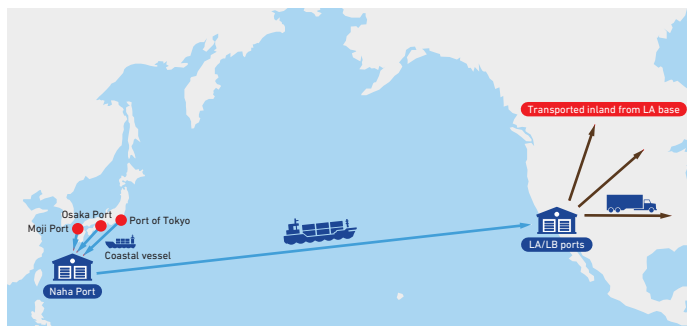 Transported inland from LA base
Osaka Port
Moji Port
Port of Tokyo
Coastal vessel
LA/LB ports
Naha Port